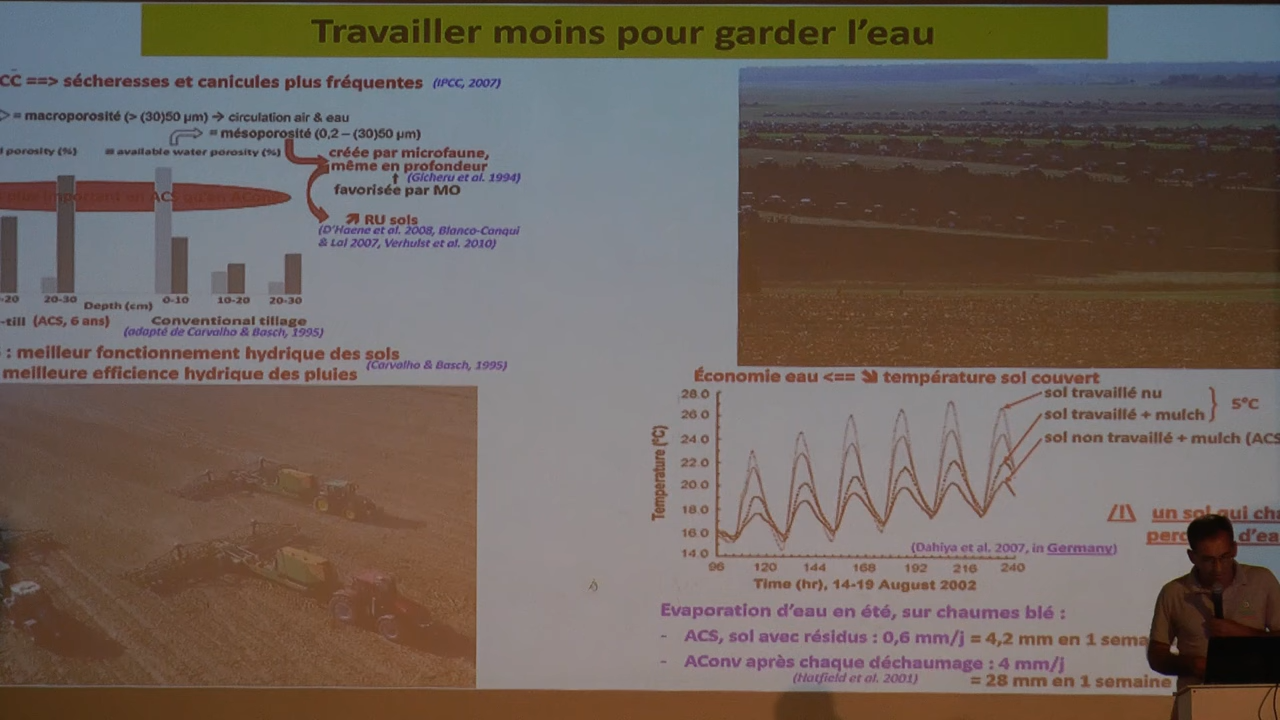 Travailler moins pour garder l'eau
CC ==> sécheresses et canicules plus fréquentes (IPCC, 2007)
= macroporosité (> (30)50 µm) → circulation air & eau
= mésoporosité (0,2 – (30)50 µm)
porosity (%) = available water porosity (%)
créée par microfaune,
même en profondeur
(Gicheru et al. 1994)
favorisée par MO
plus important en ACS qu'en AConv
RU sols
(D'Haene et al. 2008, Blanco-Canqui
& Lal 2007, Verhulst et al. 2010)
-20 20-30 Depth (cm) 0-10 10-20 20-30
-till (ACS, 6 ans) Conventional tillage
(adapté de Carvalho & Basch, 1995)
: meilleur fonctionnement hydrique des sols
(Carvalho & Basch, 1995)
meilleure efficience hydrique des pluies
Économie eau <== température sol couvert
28.0
26.0
24.0
22.0
20.0
18.0
16.0
14.0
Temperature (°C)
sol travaillé nu
sol travaillé + mulch
5°C
sol non travaillé + mulch (ACS
(Dahiya et al. 2007, in Germany)
96 120 144 168 192 216 240
Time (hr), 14-19 August 2002
un sol qui cha
perd d'ea
Evaporation d'eau en été, sur chaumes blé :
- ACS, sol avec résidus : 0,6 mm/j = 4,2 mm en 1 sema
- AConv après chaque déchaumage : 4 mm/j
(Hatfield et al. 2001) = 28 mm en 1 semaine